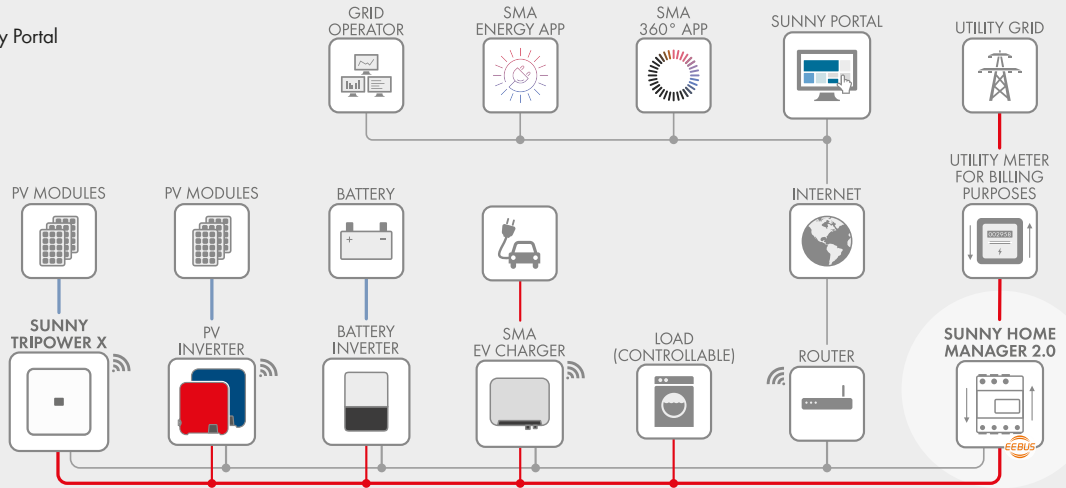 y Portal
GRID
OPERATOR
SMA
ENERGY APP
SMA
360° APP
SUNNY PORTAL
UTILITY GRID
PV MODULES
PV MODULES
BATTERY
INTERNET
UTILITY METER
FOR BILLING
PURPOSES
002958
SUNNY
TRIPOWER X
PV
INVERTER
BATTERY
INVERTER
SMA
EV CHARGER
LOAD
(CONTROLLABLE)
ROUTER
SUNNY HOME
MANAGER 2.0
EEBUS